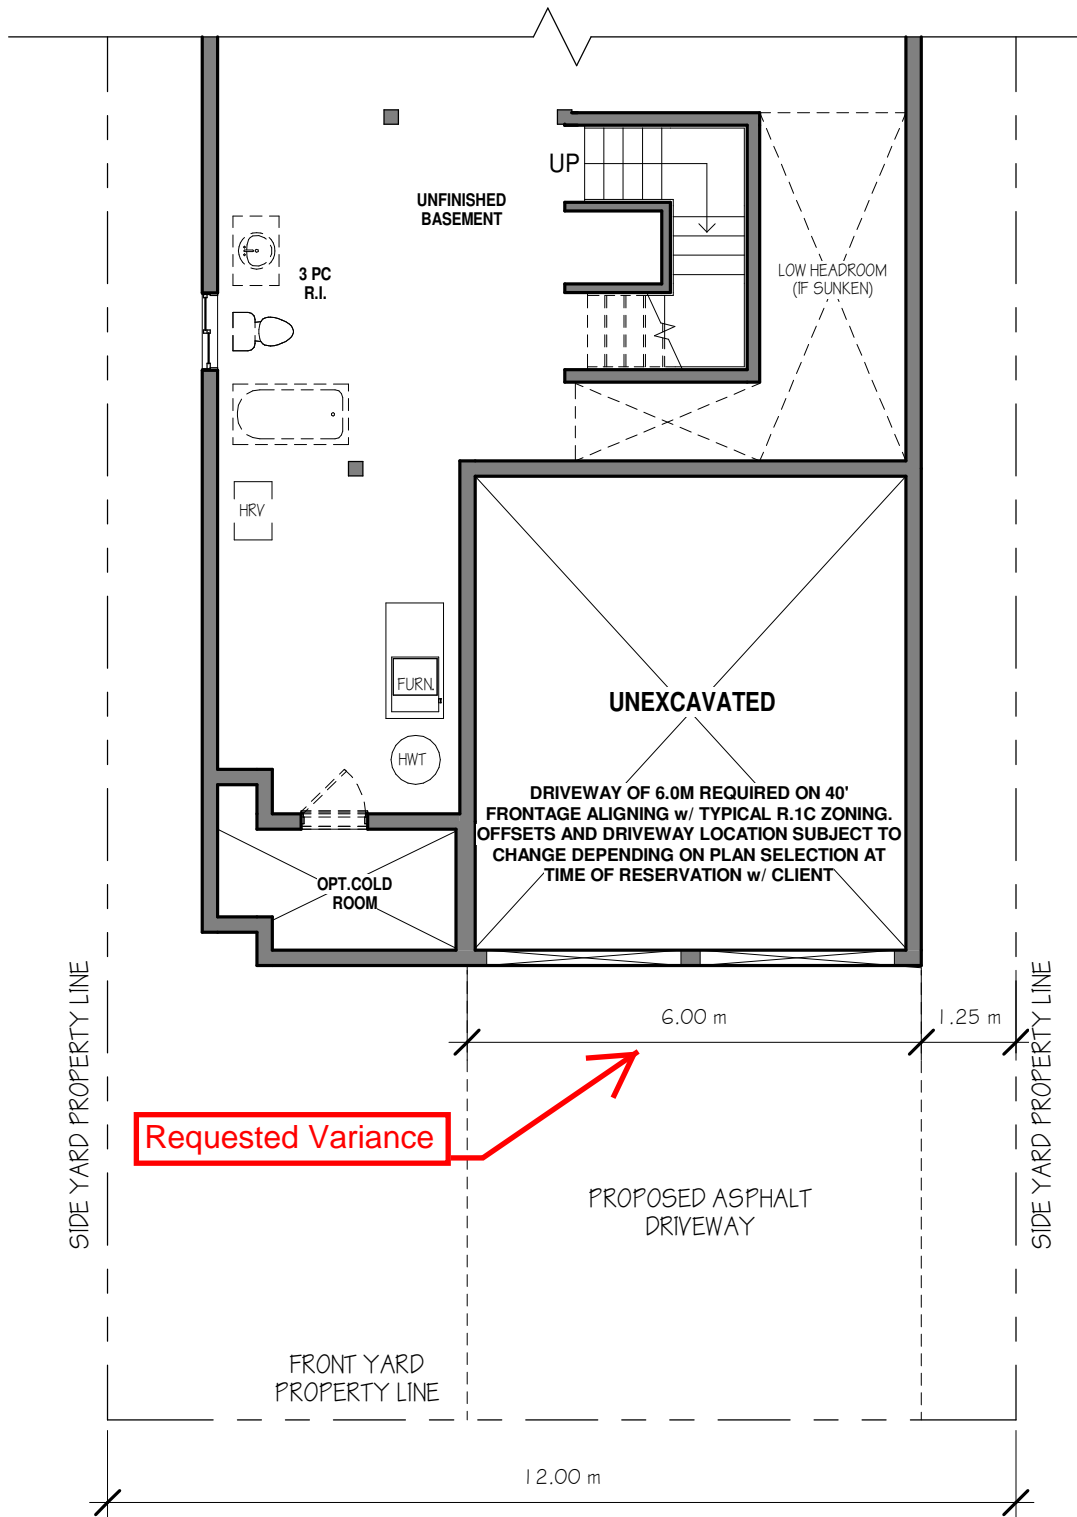 UP
UNFINISHED
BASEMENT
3 PC
R.I.
LOW HEADROOM
(IF SUNKEN)
HRV
FURN.
HWT
UNEXCAVATED
DRIVEWAY OF 6.0M REQUIRED ON 40'
FRONTAGE ALIGNING w/ TYPICAL R.1C ZONING.
OFFSETS AND DRIVEWAY LOCATION SUBJECT TO
CHANGE DEPENDING ON PLAN SELECTION AT
TIME OF RESERVATION w/ CLIENT
OPT.COLD
ROOM
SIDE YARD PROPERTY LINE
6.00 m
1.25 m
SIDE YARD PROPERTY LINE
Requested Variance
PROPOSED ASPHALT
DRIVEWAY
FRONT YARD
PROPERTY LINE
12.00 m